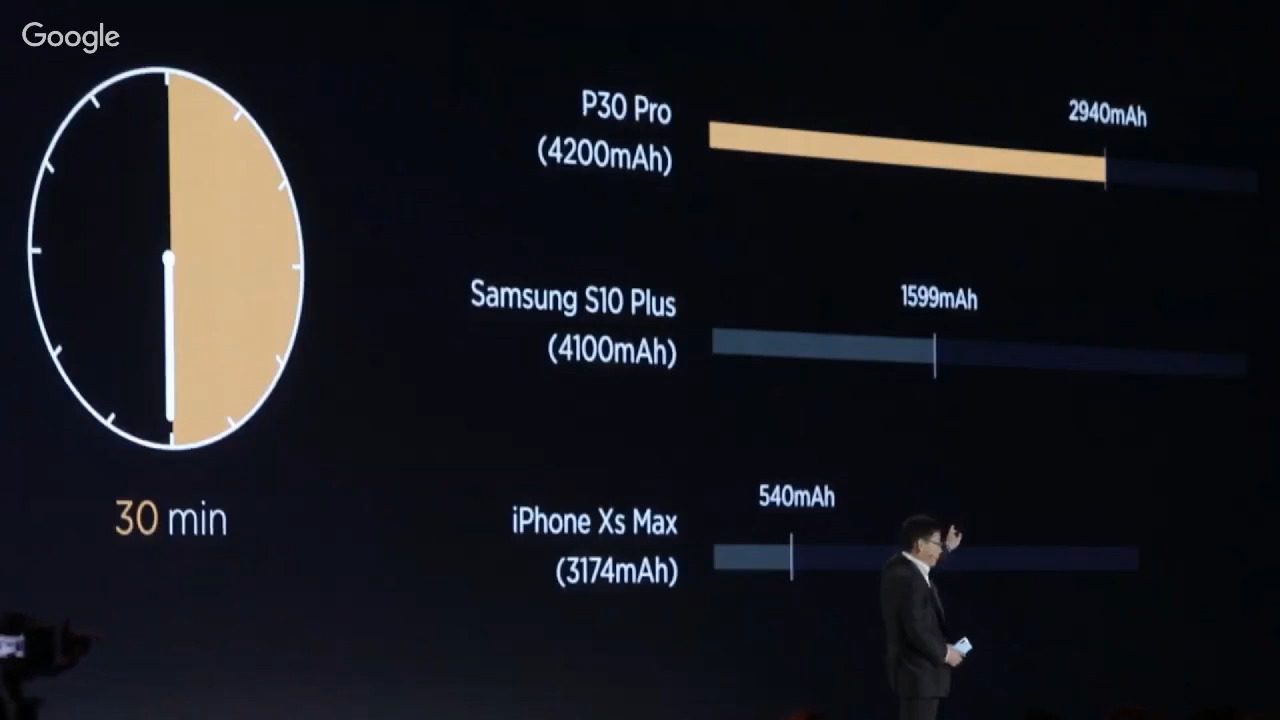 Google
P30 Pro
(4200mAh)
2940mAh
Samsung S10 Plus
(4100mAh)
1599mAh
iPhone Xs Max
(3174mAh)
540mAh
30 min